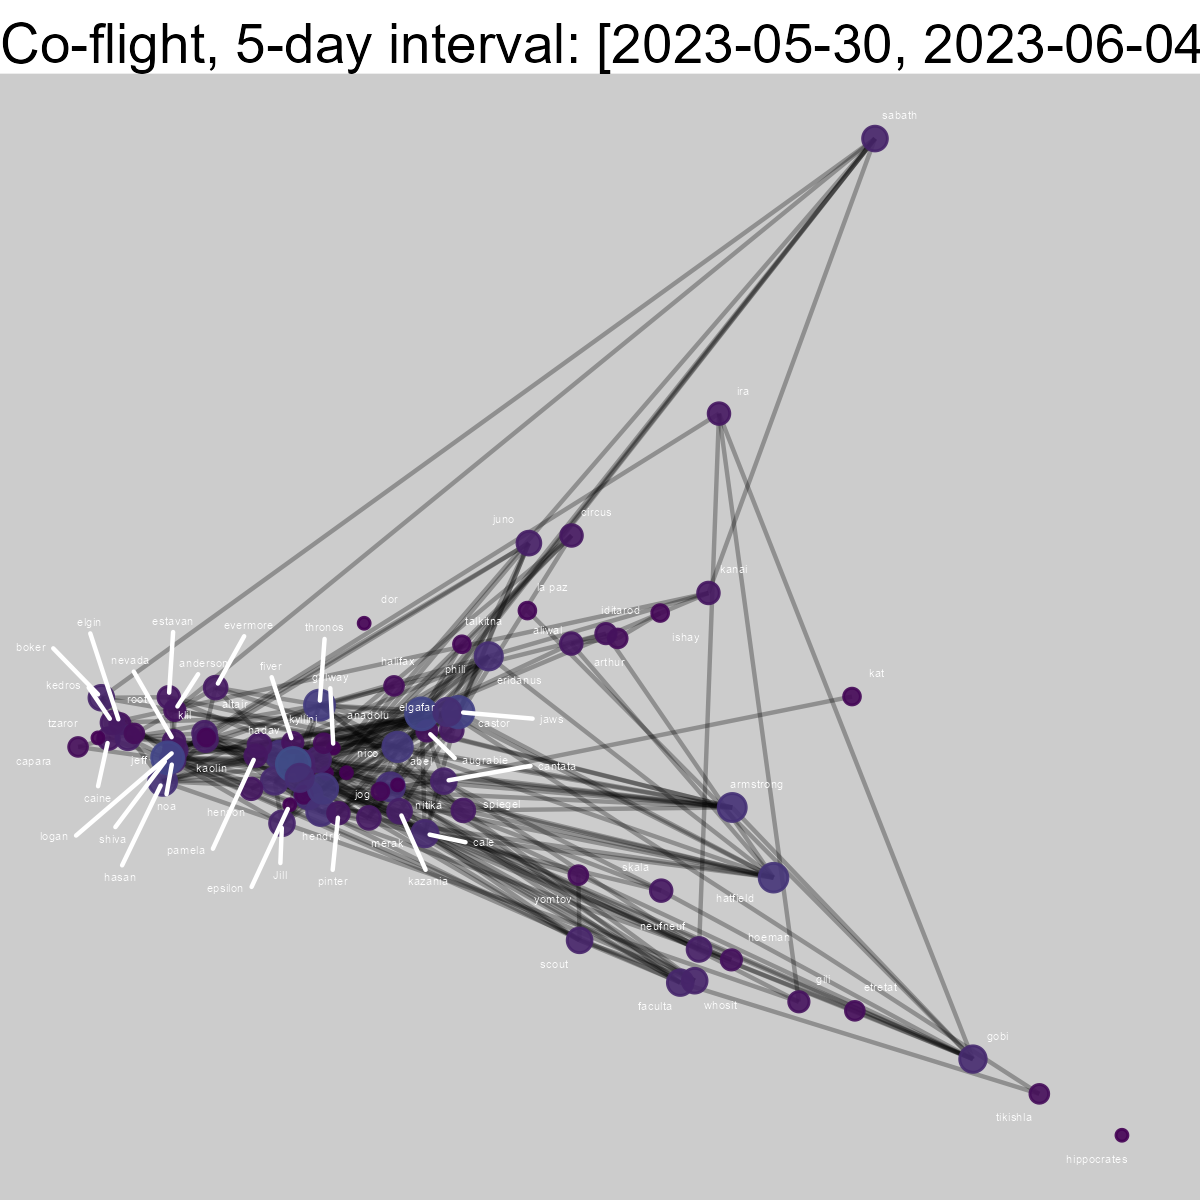 Co-flight, 5-day interval: [2023-05-30, 2023-06-04
sabath
ira
circus
juno
kanai
la paz
dor
iditarod
talkitna
aliwal
elgin
estavan
evermore
thronos
ishay
boker
nevada
anderson
fiver
galway
halifax
phili
arthur
kat
kedros
root
altair
eridanus
kili
kyllini
anadolu
elgafar
tzaror
hadav
castor
jaws
capara
jeff
kaolin
nico
abel
augrabie
cantata
armstrong
caine
noa
jog
nitika
spiegel
henson
logan
shiva
pamela
merak
cale
hasan
epsilon
Jill
pinter
kazania
skala
yomtov
hatfield
neufneuf
hoeman
scout
gili
etretat
faculta
whosit
gobi
tikishla
hippocrates